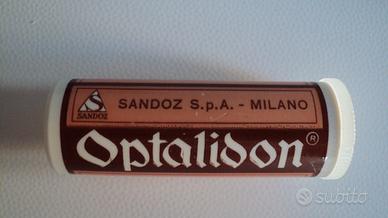 SANDOZ
SANDOZ S.p.A. - MILANO
Optalidon®
subito